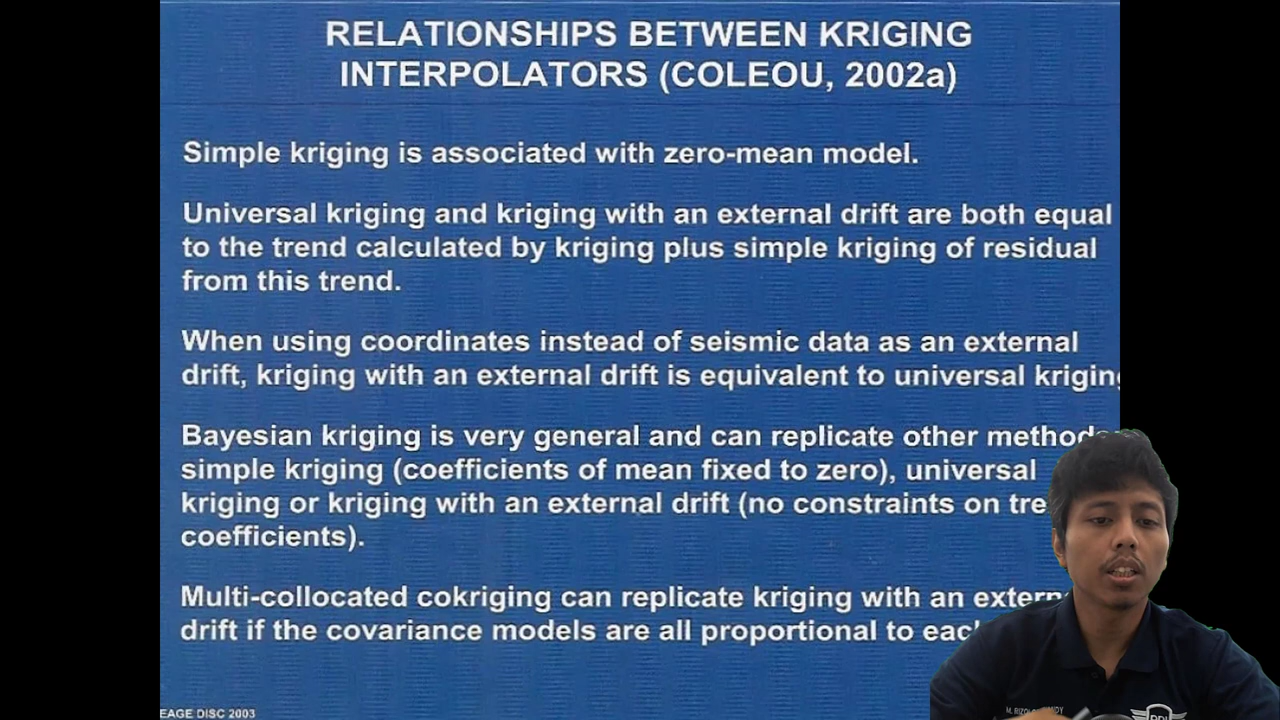 RELATIONSHIPS BETWEEN KRIGING
INTERPOLATORS (COLEOU, 2002a)
Simple kriging is associated with zero-mean model.
Universal kriging and kriging with an external drift are both equal
to the trend calculated by kriging plus simple kriging of residual
from this trend.
When using coordinates instead of seismic data as an external
drift, kriging with an external drift is equivalent to universal kriging
Bayesian kriging is very general and can replicate other methods
simple kriging (coefficients of mean fixed to zero), universal
kriging or kriging with an external drift (no constraints on
coefficients).
Multi-collocated cokriging can replicate kriging with an
drift if the covariance models are all proportional to
EAGE DISC 2003